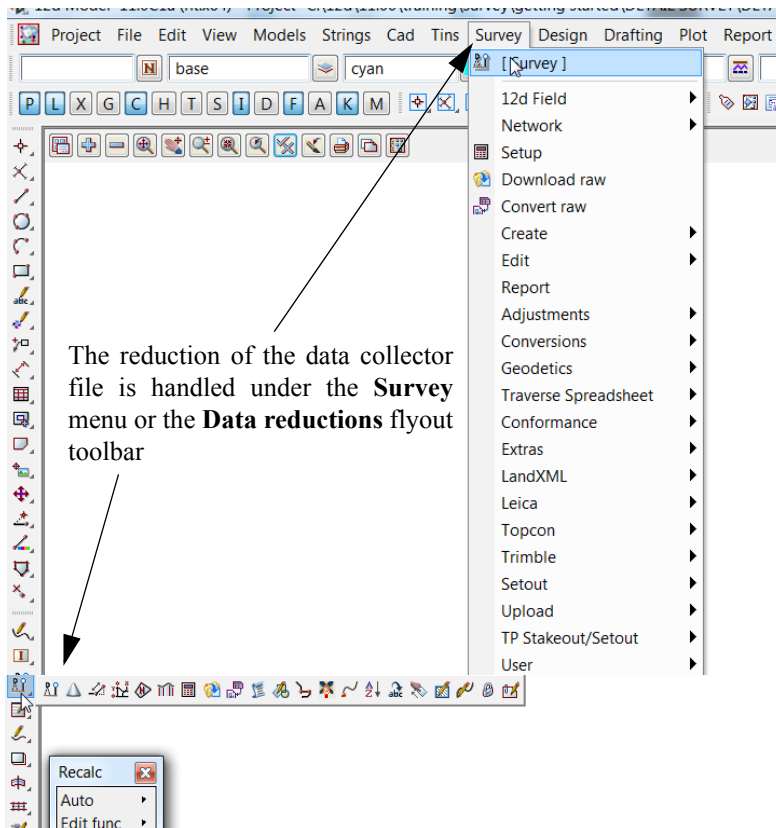 Project File Edit View Models Strings Cad Tins Survey Design Drafting Plot Report
N base cyan
P L X G C H T S I D F A K M
[ Survey ]
12d Field
Network
Setup
Download raw
Convert raw
Create
Edit
Report
Adjustments
Conversions
Geodetics
Traverse Spreadsheet
Conformance
Extras
LandXML
Leica
Topcon
Trimble
Setout
Upload
TP Stakeout/Setout
User
The reduction of the data collector
file is handled under the Survey
menu or the Data reductions flyout
toolbar
Recalc
Auto
Edit func